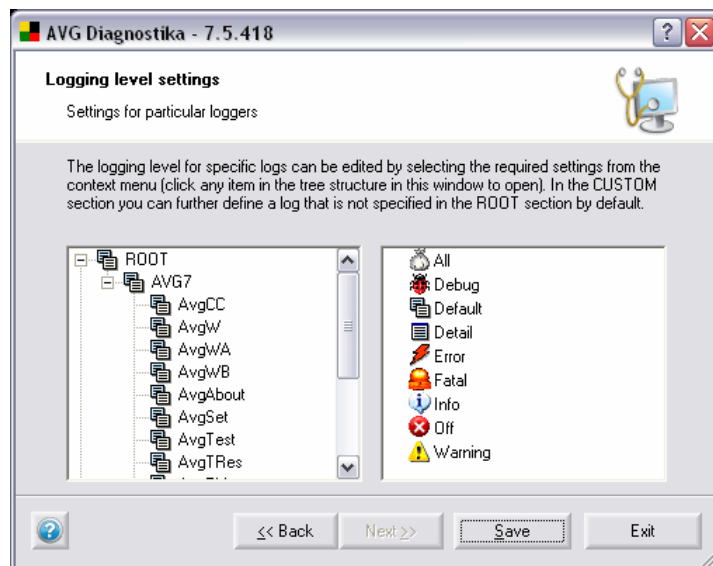 AVG Diagnostika - 7.5.418
Logging level settings
Settings for particular loggers
The logging level for specific logs can be edited by selecting the required settings from the
context menu (click any item in the tree structure in this window to open). In the CUSTOM
section you can further define a log that is not specified in the ROOT section by default.
ROOT
AVG7
AvgCC
AvgW
AvgWA
AvgWB
AvgAbout
AvgSet
AvgTest
AvgTRes
All
Debug
Default
Detail
Error
Fatal
Info
Off
Warning
<< Back
Next >>
Save
Exit